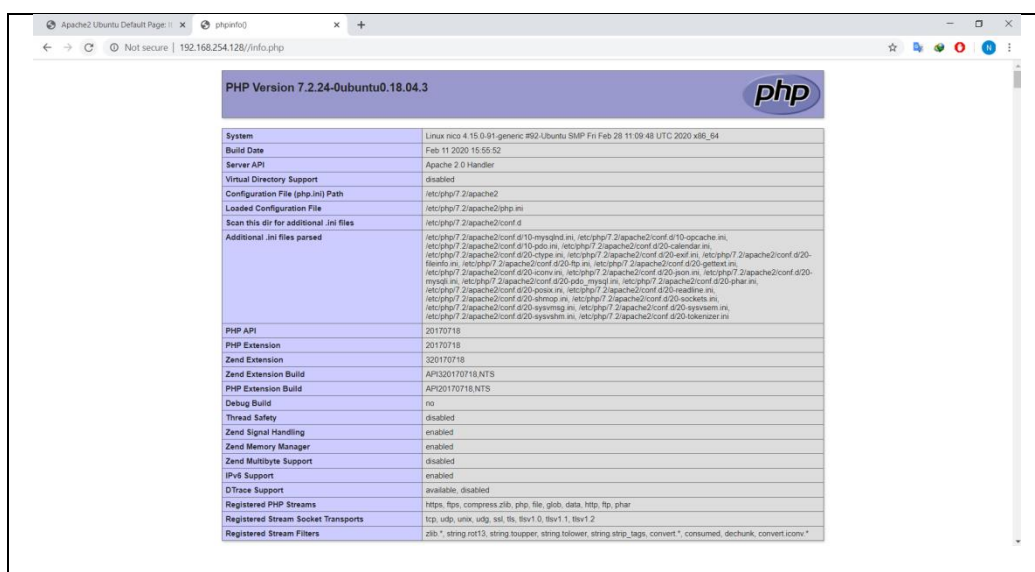 Apache2 Ubuntu Default Page: It
phpinfo()
Not secure | 192.168.254.128//info.php
N
PHP Version 7.2.24-0ubuntu0.18.04.3
php
System Linux nico 4.15.0-91-generic #92-Ubuntu SMP Fri Feb 28 11:09:48 UTC 2020 x86_64
Build Date Feb 11 2020 15:55:52
Server API Apache 2.0 Handler
Virtual Directory Support disabled
Configuration File (php.ini) Path /etc/php/7.2/apache2
Loaded Configuration File /etc/php/7.2/apache2/php.ini
Scan this dir for additional .ini files /etc/php/7.2/apache2/conf.d
Additional .ini files parsed /etc/php/7.2/apache2/conf.d/10-mysqlnd.ini, /etc/php/7.2/apache2/conf.d/10-opcache.ini,
/etc/php/7.2/apache2/conf.d/10-pdo.ini, /etc/php/7.2/apache2/conf.d/20-calendar.ini,
/etc/php/7.2/apache2/conf.d/20-ctype.ini, /etc/php/7.2/apache2/conf.d/20-exif.ini, /etc/php/7.2/apache2/conf.d/20-
fileinfo.ini, /etc/php/7.2/apache2/conf.d/20-ftp.ini, /etc/php/7.2/apache2/conf.d/20-gettext.ini,
/etc/php/7.2/apache2/conf.d/20-iconv.ini, /etc/php/7.2/apache2/conf.d/20-json.ini, /etc/php/7.2/apache2/conf.d/20-
mysqli.ini, /etc/php/7.2/apache2/conf.d/20-pdo_mysql.ini, /etc/php/7.2/apache2/conf.d/20-phar.ini,
/etc/php/7.2/apache2/conf.d/20-posix.ini, /etc/php/7.2/apache2/conf.d/20-readline.ini,
/etc/php/7.2/apache2/conf.d/20-shmop.ini, /etc/php/7.2/apache2/conf.d/20-sockets.ini,
/etc/php/7.2/apache2/conf.d/20-sysvmsg.ini, /etc/php/7.2/apache2/conf.d/20-sysvsem.ini,
/etc/php/7.2/apache2/conf.d/20-sysvshm.ini, /etc/php/7.2/apache2/conf.d/20-tokenizer.ini
PHP API 20170718
PHP Extension 20170718
Zend Extension 320170718
Zend Extension Build API320170718,NTS
PHP Extension Build API20170718,NTS
Debug Build no
Thread Safety disabled
Zend Signal Handling enabled
Zend Memory Manager enabled
Zend Multibyte Support disabled
IPv6 Support enabled
DTrace Support available, disabled
Registered PHP Streams https, ftps, compress.zlib, php, file, glob, data, http, ftp, phar
Registered Stream Socket Transports tcp, udp, unix, udg, ssl, tls, tlsv1.0, tlsv1.1, tlsv1.2
Registered Stream Filters zlib.*, string.rot13, string.toupper, string.tolower, string.strip_tags, convert.*, consumed, dechunk, convert.iconv.*